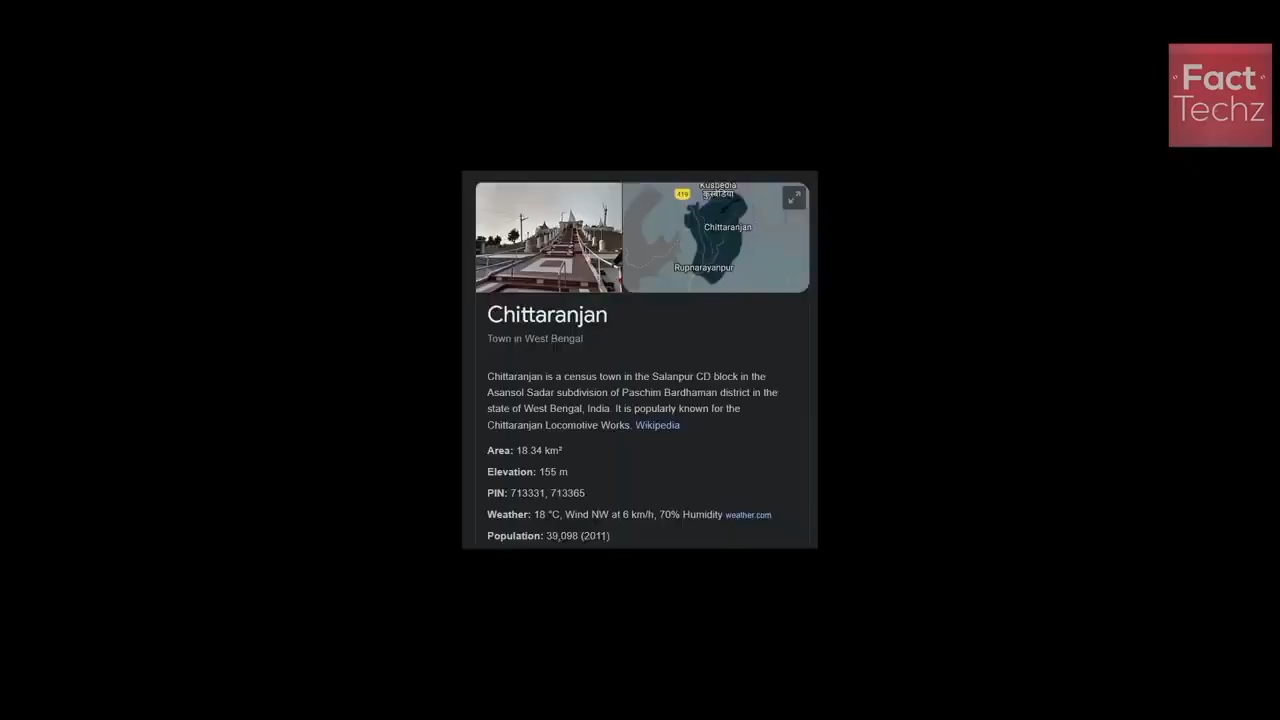 Fact
Techz
Kusbedia
कुस्बेडिया
419
Chittaranjan
Rupnarayanpur
Chittaranjan
Town in West Bengal
Chittaranjan is a census town in the Salanpur CD block in the
Asansol Sadar subdivision of Paschim Bardhaman district in the
state of West Bengal, India. It is popularly known for the
Chittaranjan Locomotive Works. Wikipedia
Area: 18.34 km²
Elevation: 155 m
PIN: 713331, 713365
Weather: 18 °C, Wind NW at 6 km/h, 70% Humidity weather.com
Population: 39,098 (2011)